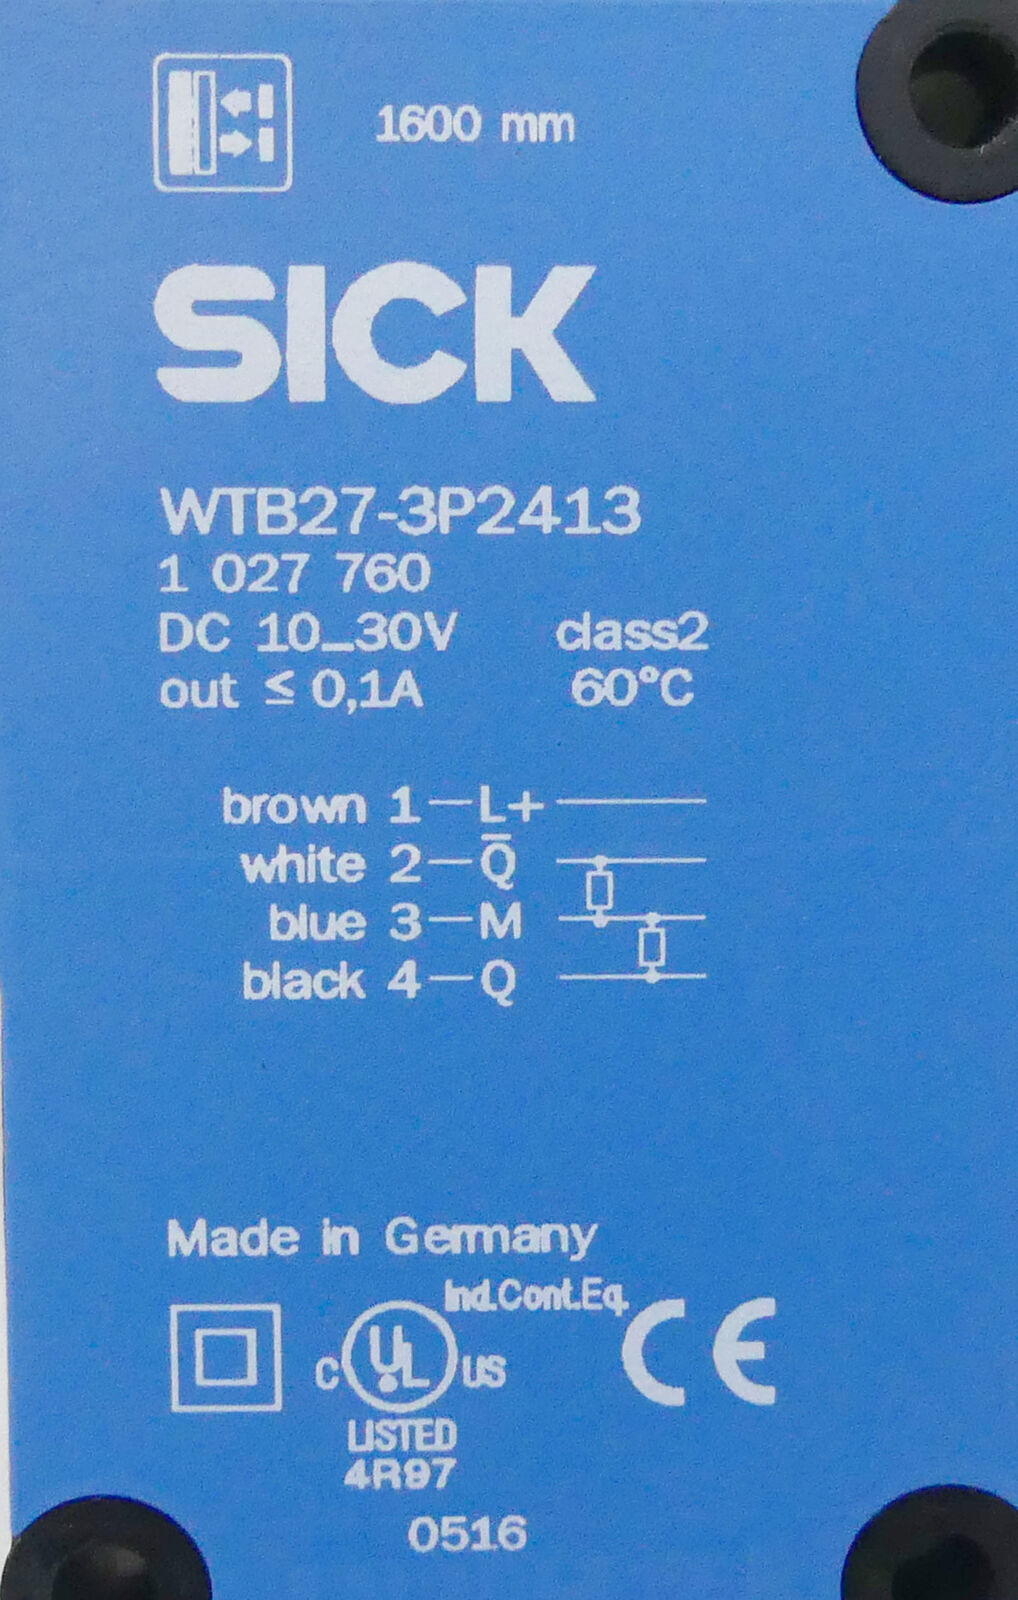 1600 mm
SICK
WTB27-3P2413
1 027 760
DC 10...30V class2
out ≤ 0,1A 60°C
brown 1 — L+
white 2 — Q̅
blue 3 — M
black 4 — Q
Made in Germany
Ind.Cont.Eq.
C UL US CE
LISTED
4R97
0516